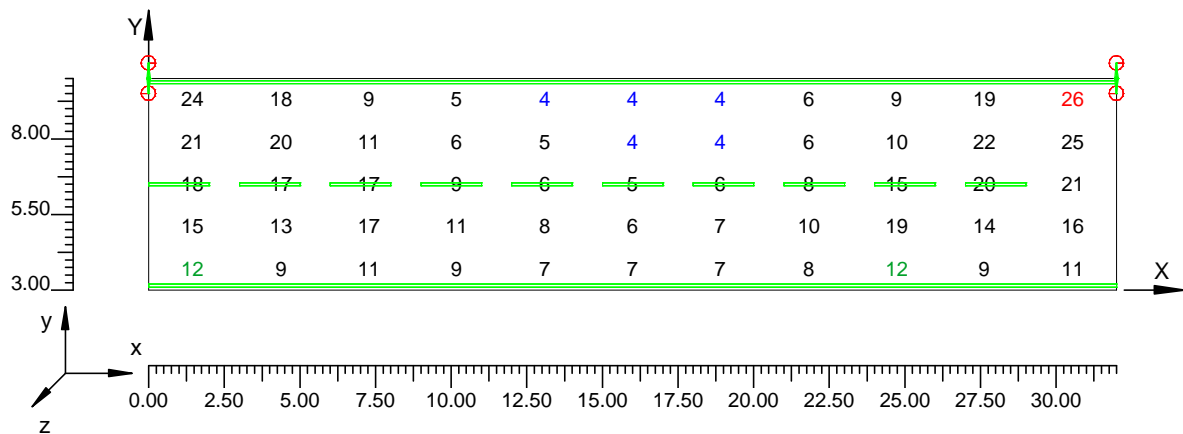 Y
24 18 9 5 4 4 4 6 9 19 26
8.00 21 20 11 6 5 4 4 6 10 22 25
18 17 17 9 6 5 6 8 15 20 21
5.50 15 13 17 11 8 6 7 10 19 14 16
12 9 11 9 7 7 7 8 12 9 11
3.00 X
y
x
z
0.00 2.50 5.00 7.50 10.00 12.50 15.00 17.50 20.00 22.50 25.00 27.50 30.00